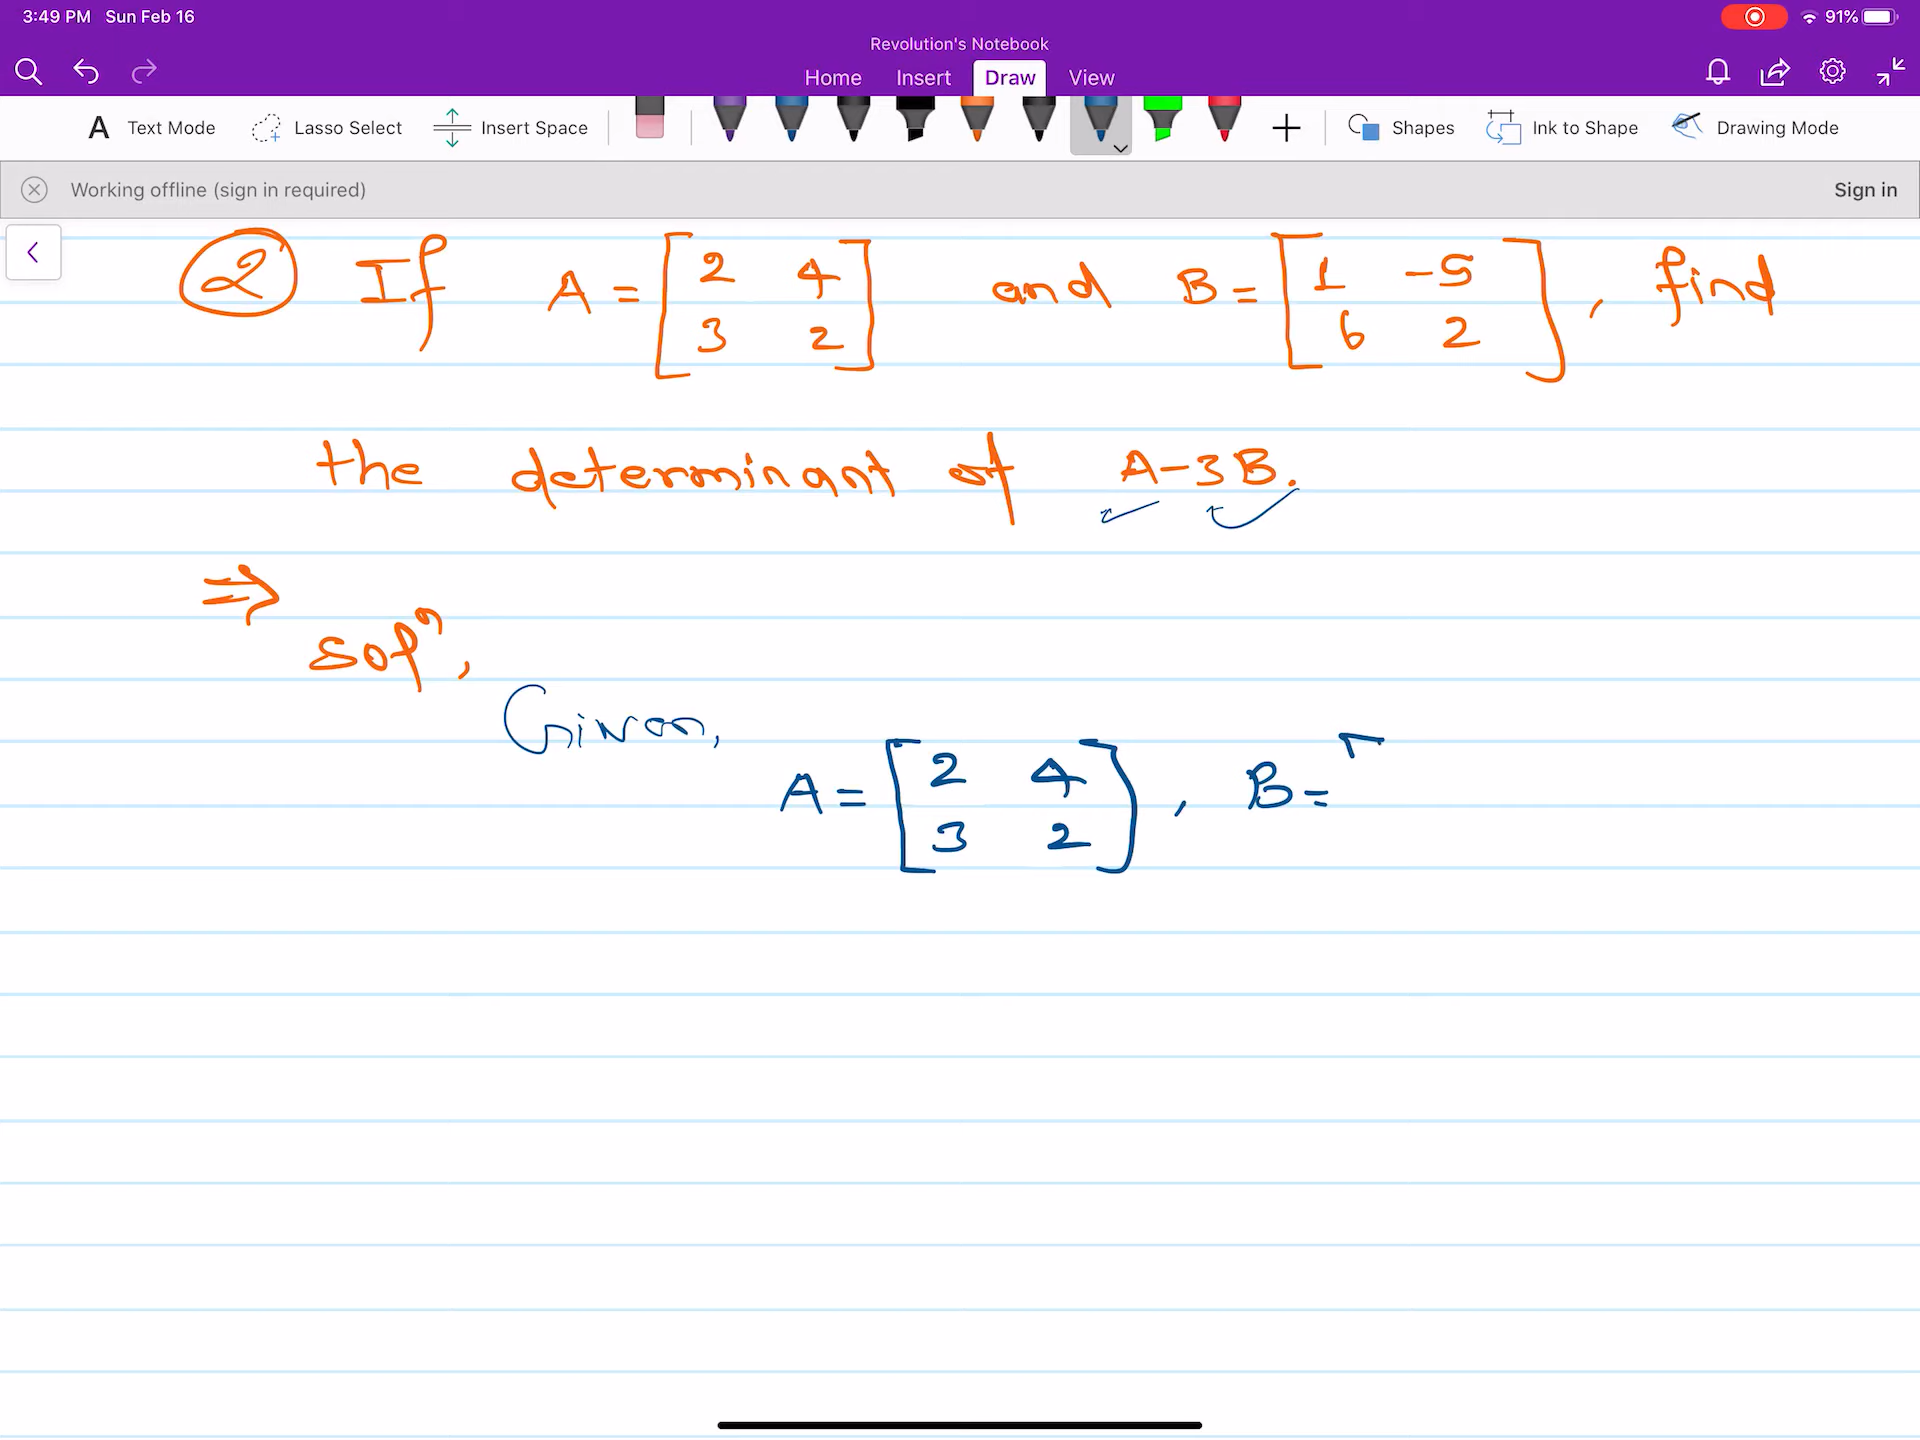 3:49 PM Sun Feb 16
91%
Revolution's Notebook
Home Insert Draw View
A Text Mode Lasso Select Insert Space Shapes Ink to Shape Drawing Mode
Working offline (sign in required) Sign in
② If A = [2 4 and B = [1 -5 , find
3 2] 6 2]
the determinant of A-3B.
⇒
Solⁿ,
Given,
A = [2 4 , B = [
3 2]